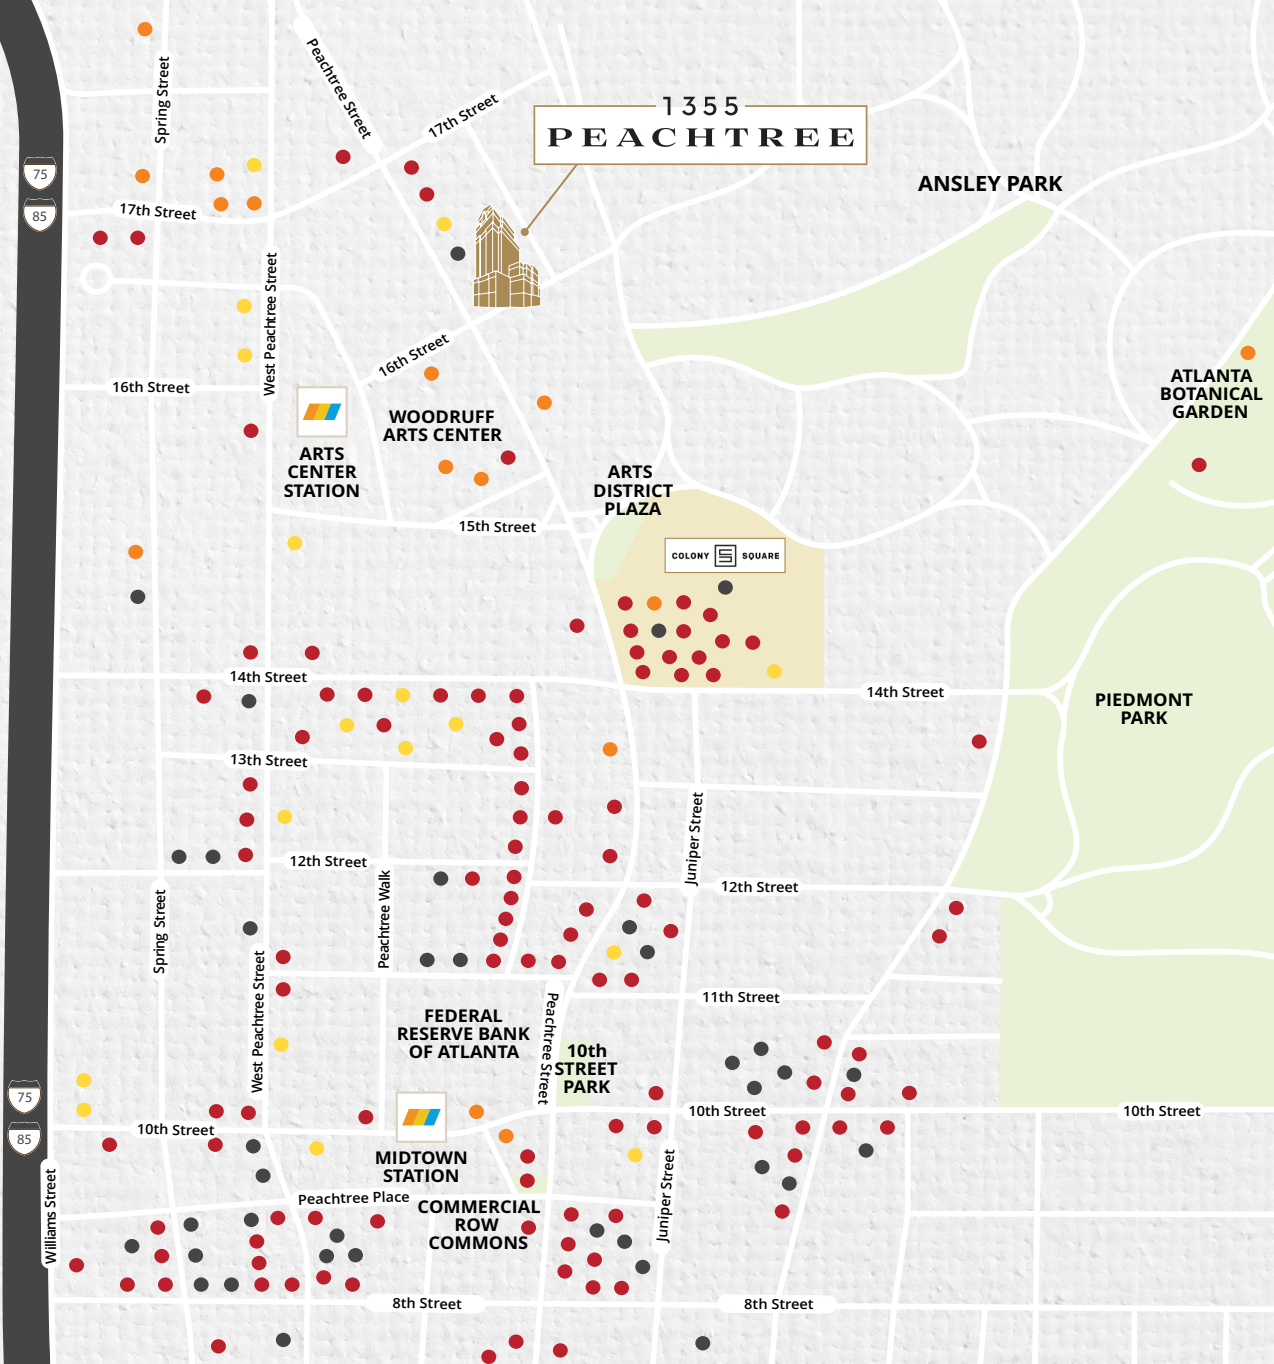 Spring Street
Peachtree Street
17th Street
1355
PEACHTREE
ANSLEY PARK
75
85
17th Street
West Peachtree Street
16th Street
16th Street
ATLANTA
BOTANICAL
GARDEN
WOODRUFF
ARTS CENTER
ARTS
CENTER
STATION
ARTS
DISTRICT
PLAZA
15th Street
COLONY S SQUARE
14th Street
14th Street
PIEDMONT
PARK
13th Street
Juniper Street
12th Street
12th Street
Peachtree Walk
Spring Street
West Peachtree Street
11th Street
Peachtree Street
FEDERAL
RESERVE BANK
OF ATLANTA
10th
STREET
PARK
75
85
10th Street
10th Street
10th Street
MIDTOWN
STATION
Juniper Street
Williams Street
Peachtree Place
COMMERCIAL
ROW
COMMONS
8th Street
8th Street